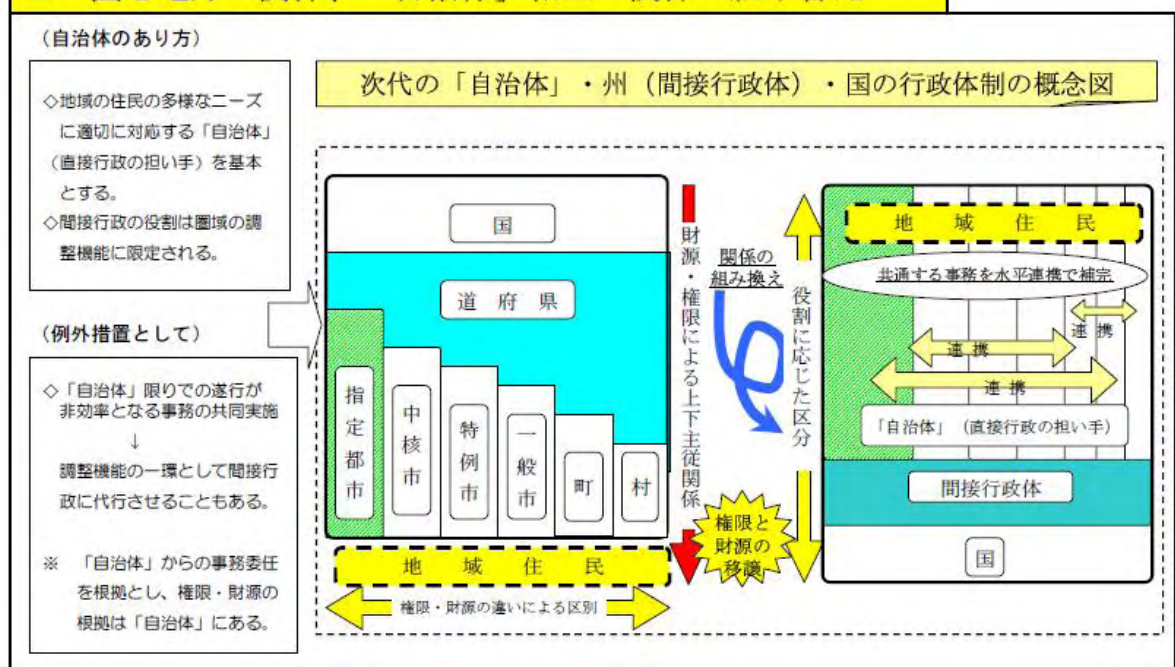 （自治体のあり方）
◇地域の住民の多様なニーズ
に適切に対応する「自治体」
（直接行政の担い手）を基本
とする。
◇間接行政の役割は圏域の調
整機能に限定される。
（例外措置として）
◇「自治体」限りでの遂行が
非効率となる事務の共同実施
↓
調整機能の一環として間接行
政に代行させることもある。
※　「自治体」からの事務委任
を根拠とし、権限・財源の
根拠は「自治体」にある。
次代の「自治体」・州（間接行政体）・国の行政体制の概念図
国
道府県
指定都市
中核市
特例市
一般市
町
村
地域住民
権限・財源の違いによる区別
財源・権限による上下主従関係
関係の
組み換え
権限と
財源の
移譲
役割に応じた区分
地域住民
共通する事務を水平連携で補完
連携
連携
連携
「自治体」（直接行政の担い手）
間接行政体
国